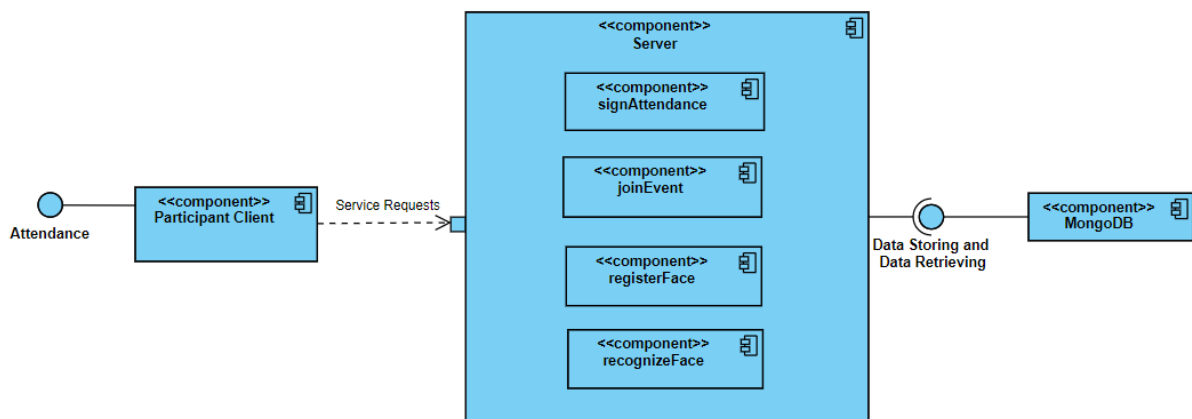 <<component>>
Server
<<component>>
signAttendance
<<component>>
joinEvent
<<component>>
registerFace
<<component>>
recognizeFace
Attendance
<<component>>
Participant Client
Service Requests
Data Storing and
Data Retrieving
<<component>>
MongoDB